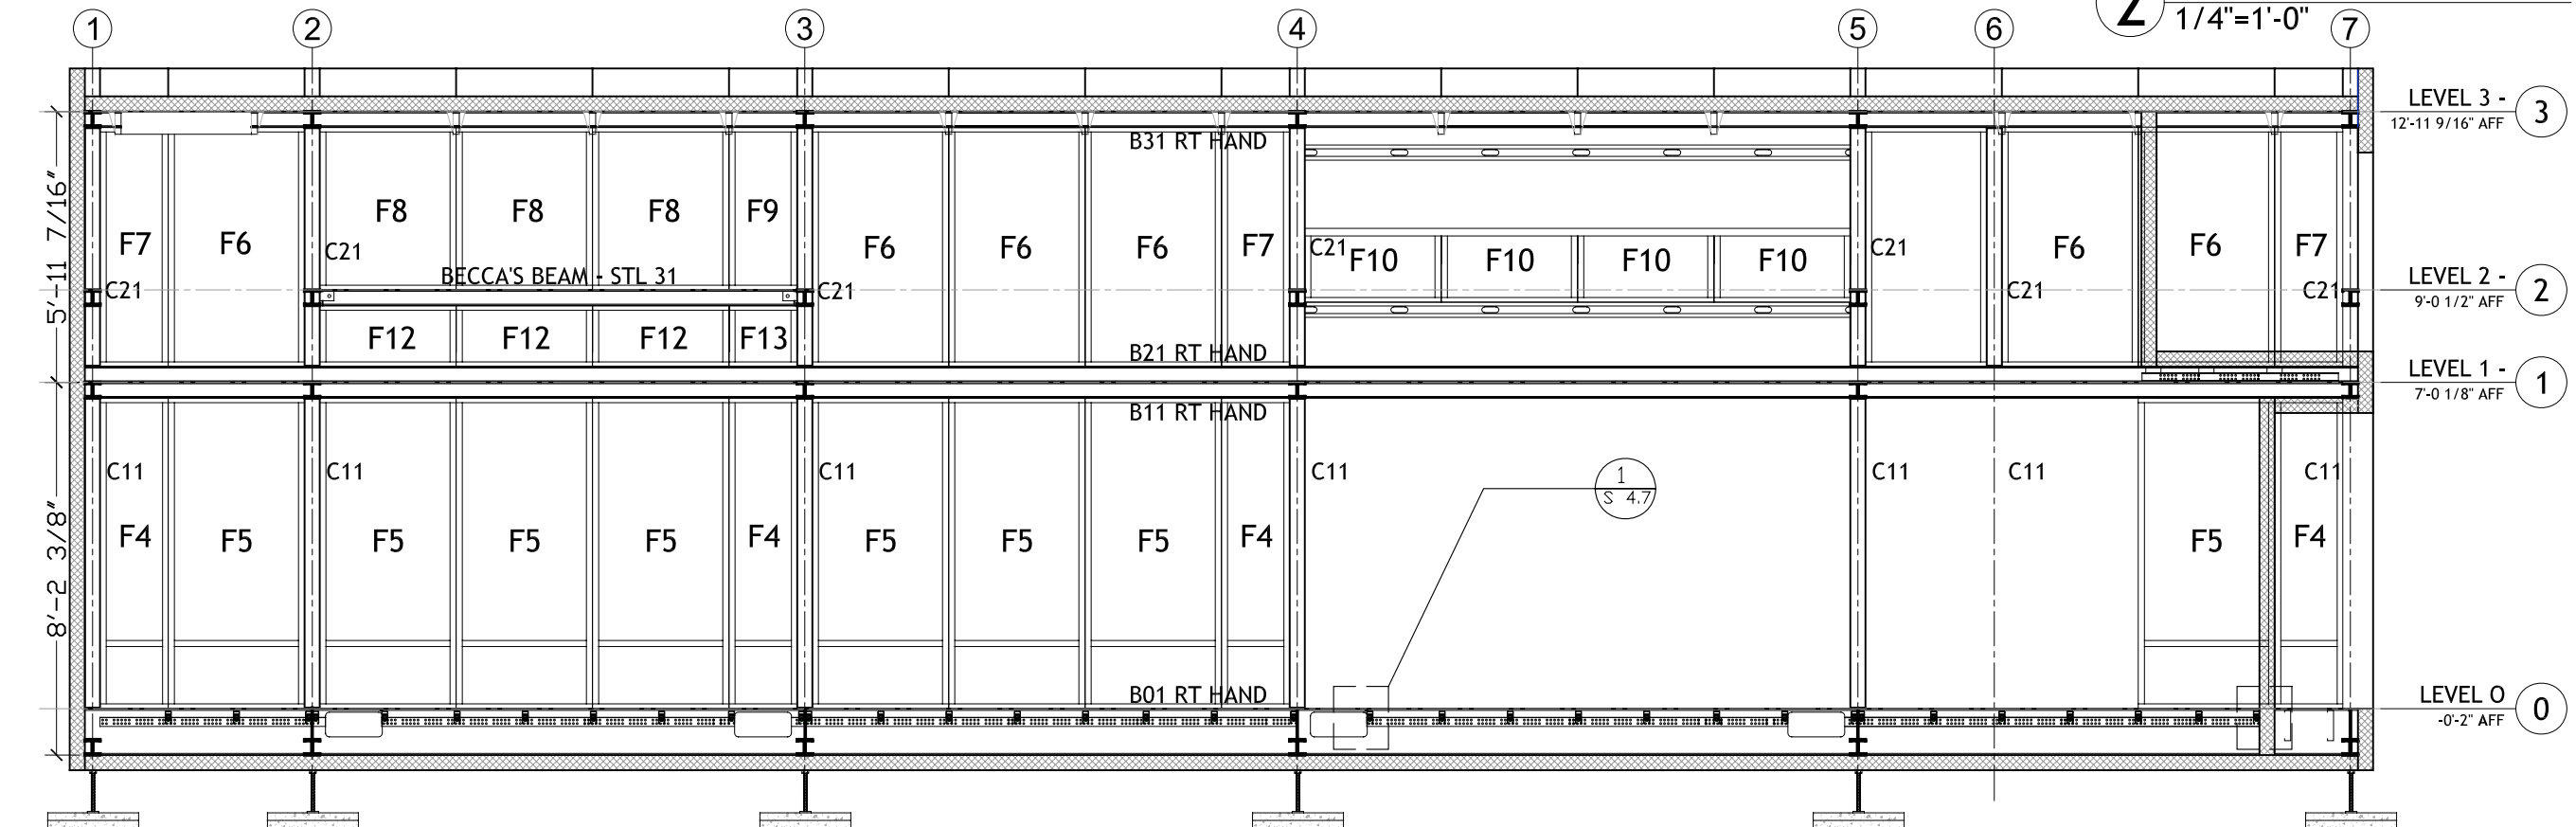 2
1/4"=1'-0"
1 2 3 4 5 6 7
LEVEL 3 - 3
12'-11 9/16" AFF
B31 RT HAND
5'-11 7/16"
F8 F8 F8 F9
F7 F6 F6 F6 F6 F7 F6 F6 F7
C21 C21 C21
F10 F10 F10 F10
BECCA'S BEAM - STL 31
C21 C21 C21 C21
LEVEL 2 - 2
9'-0 1/2" AFF
F12 F12 F12 F13
B21 RT HAND
LEVEL 1 - 1
7'-0 1/8" AFF
B11 RT HAND
C11 C11 C11 C11 C11 C11 C11
1
S 4.7
8'-2 3/8"
F4 F5 F5 F5 F5 F4 F5 F5 F5 F4 F5 F4
B01 RT HAND
LEVEL O 0
-0'-2" AFF